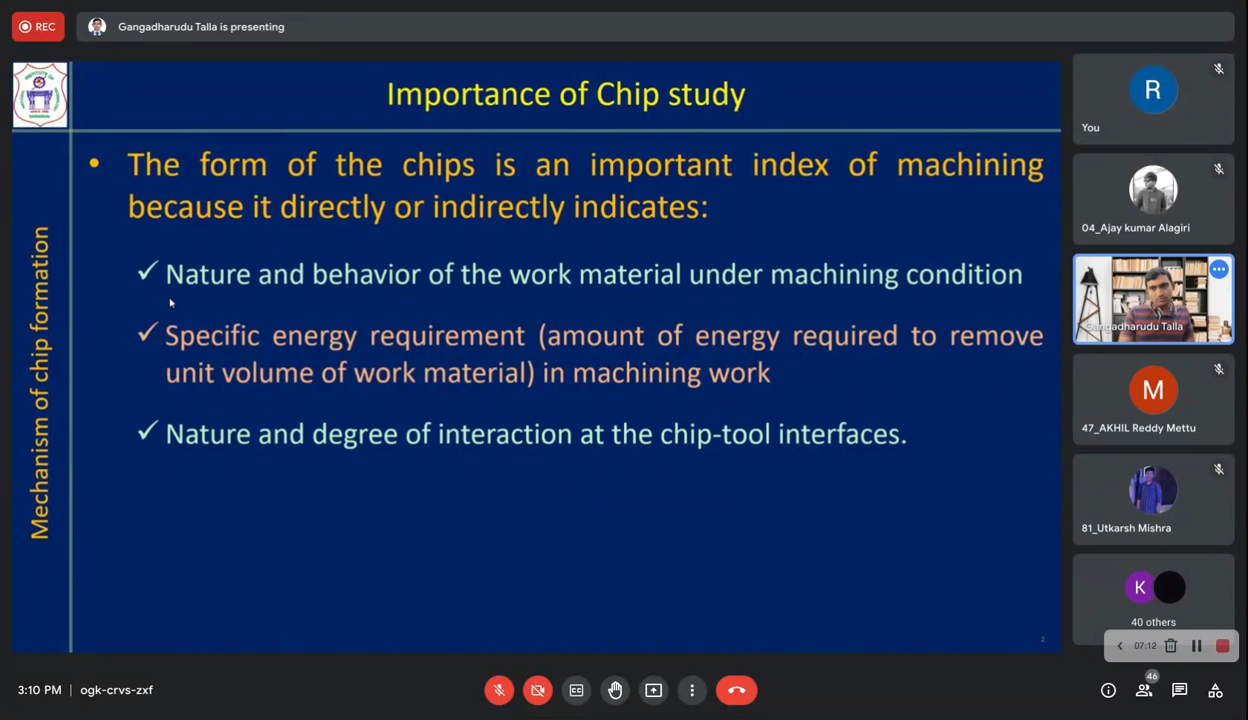 REC
Gangadharudu Talla is presenting
INSTITUTE OF
Importance of Chip study
• The form of the chips is an important index of machining
because it directly or indirectly indicates:
✓ Nature and behavior of the work material under machining condition
✓ Specific energy requirement (amount of energy required to remove
unit volume of work material) in machining work
✓ Nature and degree of interaction at the chip-tool interfaces.
Mechanism of chip formation
2
R
You
04_Ajay kumar Alagiri
Gangadharudu Talla
M
47_AKHIL Reddy Mettu
81_Utkarsh Mishra
K
40 others
07:12
3:10 PM | ogk-crvs-zxf
CC
46